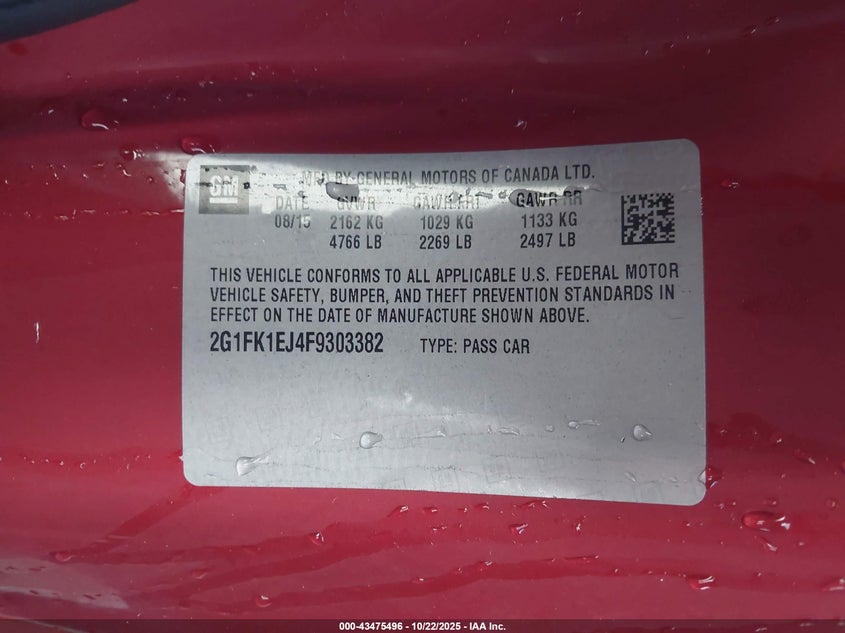 GM
MFD BY GENERAL MOTORS OF CANADA LTD.
DATE GVWR GAWR FRT GAWR RR
08/15 2162 KG 1029 KG 1133 KG
4766 LB 2269 LB 2497 LB
THIS VEHICLE CONFORMS TO ALL APPLICABLE U.S. FEDERAL MOTOR
VEHICLE SAFETY, BUMPER, AND THEFT PREVENTION STANDARDS IN
EFFECT ON THE DATE OF MANUFACTURE SHOWN ABOVE.
2G1FK1EJ4F9303382 TYPE: PASS CAR
000-43475496 - 10/22/2025 - IAA Inc.